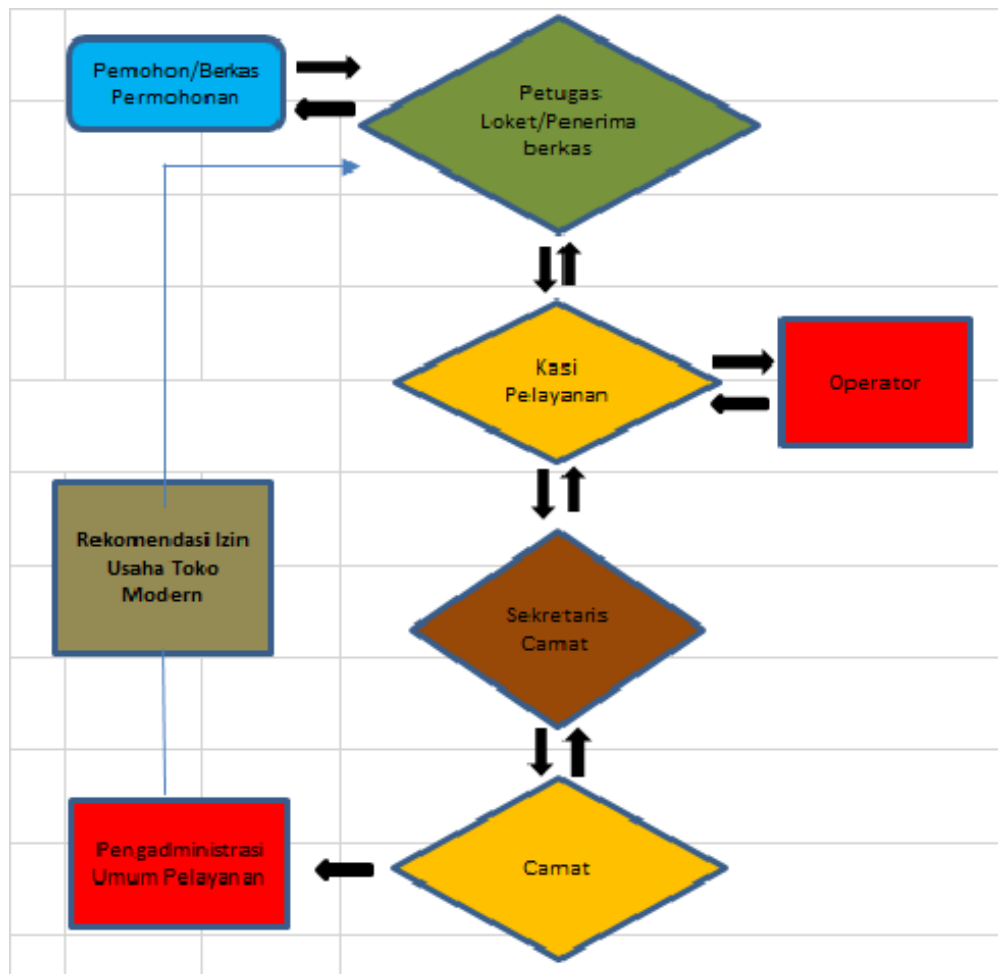 Pemohon/Berkas
Permohonan
Petugas
Loket/Penerima
berkas
Kasi
Pelayanan
Operator
Rekomendasi Izin
Usaha Toko
Modern
Sekretaris
Camat
Pengadministrasi
Umum Pelayanan
Camat